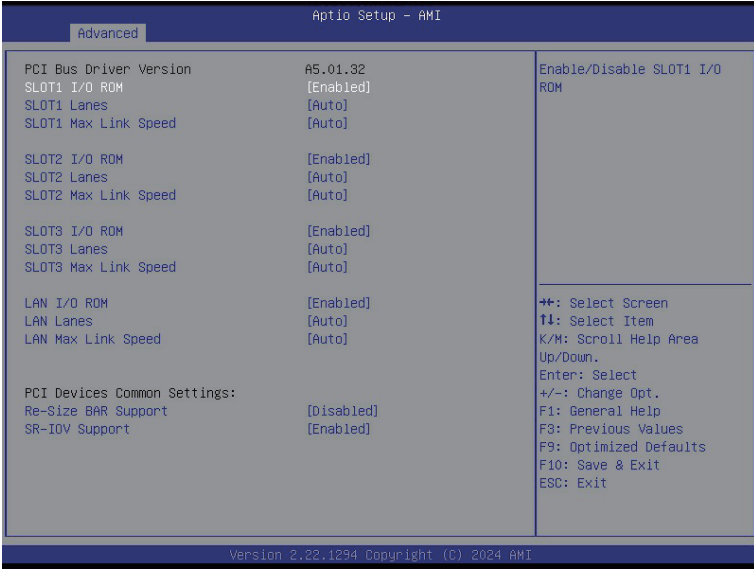 Aptio Setup - AMI
Advanced
PCI Bus Driver Version A5.01.32
SLOT1 I/O ROM [Enabled]
SLOT1 Lanes [Auto]
SLOT1 Max Link Speed [Auto]
SLOT2 I/O ROM [Enabled]
SLOT2 Lanes [Auto]
SLOT2 Max Link Speed [Auto]
SLOT3 I/O ROM [Enabled]
SLOT3 Lanes [Auto]
SLOT3 Max Link Speed [Auto]
LAN I/O ROM [Enabled]
LAN Lanes [Auto]
LAN Max Link Speed [Auto]
PCI Devices Common Settings:
Re-Size BAR Support [Disabled]
SR-IOV Support [Enabled]
Enable/Disable SLOT1 I/O
ROM
→←: Select Screen
↑↓: Select Item
K/M: Scroll Help Area
Up/Down.
Enter: Select
+/-: Change Opt.
F1: General Help
F3: Previous Values
F9: Optimized Defaults
F10: Save & Exit
ESC: Exit
Version 2.22.1294 Copyright (C) 2024 AMI